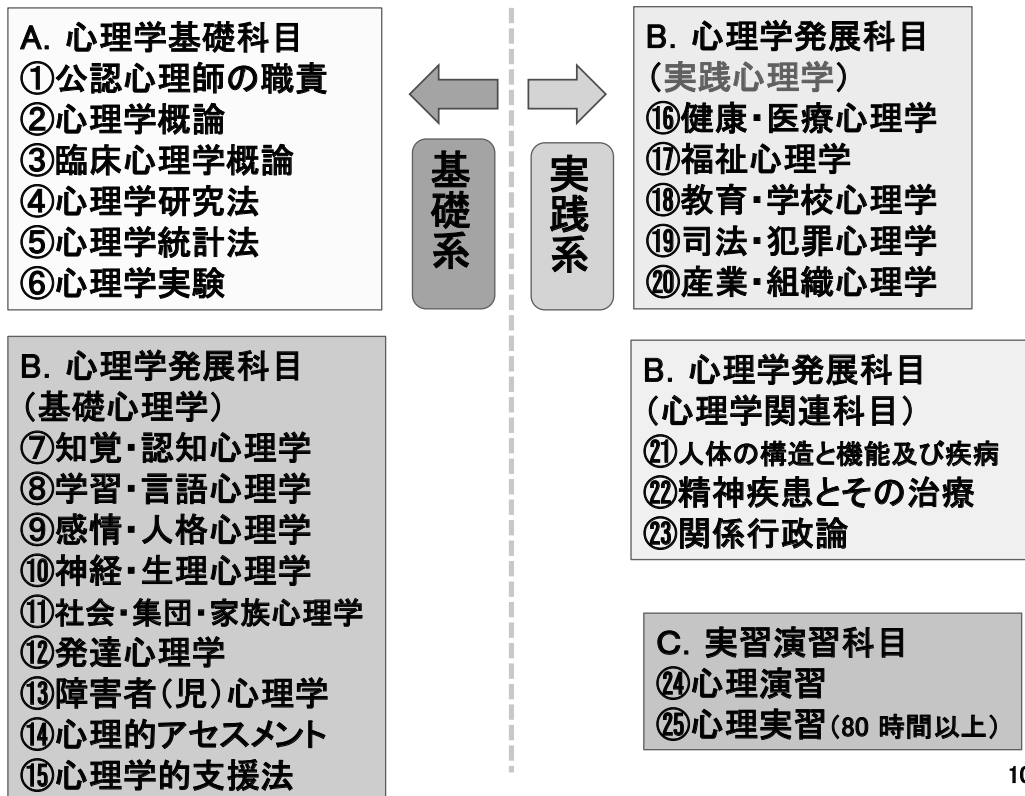 A. 心理学基礎科目
①公認心理師の職責
②心理学概論
③臨床心理学概論
④心理学研究法
⑤心理学統計法
⑥心理学実験
基礎系
実践系
B. 心理学発展科目
（実践心理学）
⑯健康・医療心理学
⑰福祉心理学
⑱教育・学校心理学
⑲司法・犯罪心理学
⑳産業・組織心理学
B. 心理学発展科目
（基礎心理学）
⑦知覚・認知心理学
⑧学習・言語心理学
⑨感情・人格心理学
⑩神経・生理心理学
⑪社会・集団・家族心理学
⑫発達心理学
⑬障害者（児）心理学
⑭心理的アセスメント
⑮心理学的支援法
B. 心理学発展科目
（心理学関連科目）
㉑人体の構造と機能及び疾病
㉒精神疾患とその治療
㉓関係行政論
C. 実習演習科目
㉔心理演習
㉕心理実習（80 時間以上）
10